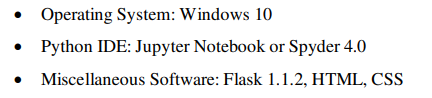 • Operating System: Windows 10
• Python IDE: Jupyter Notebook or Spyder 4.0
• Miscellaneous Software: Flask 1.1.2, HTML, CSS